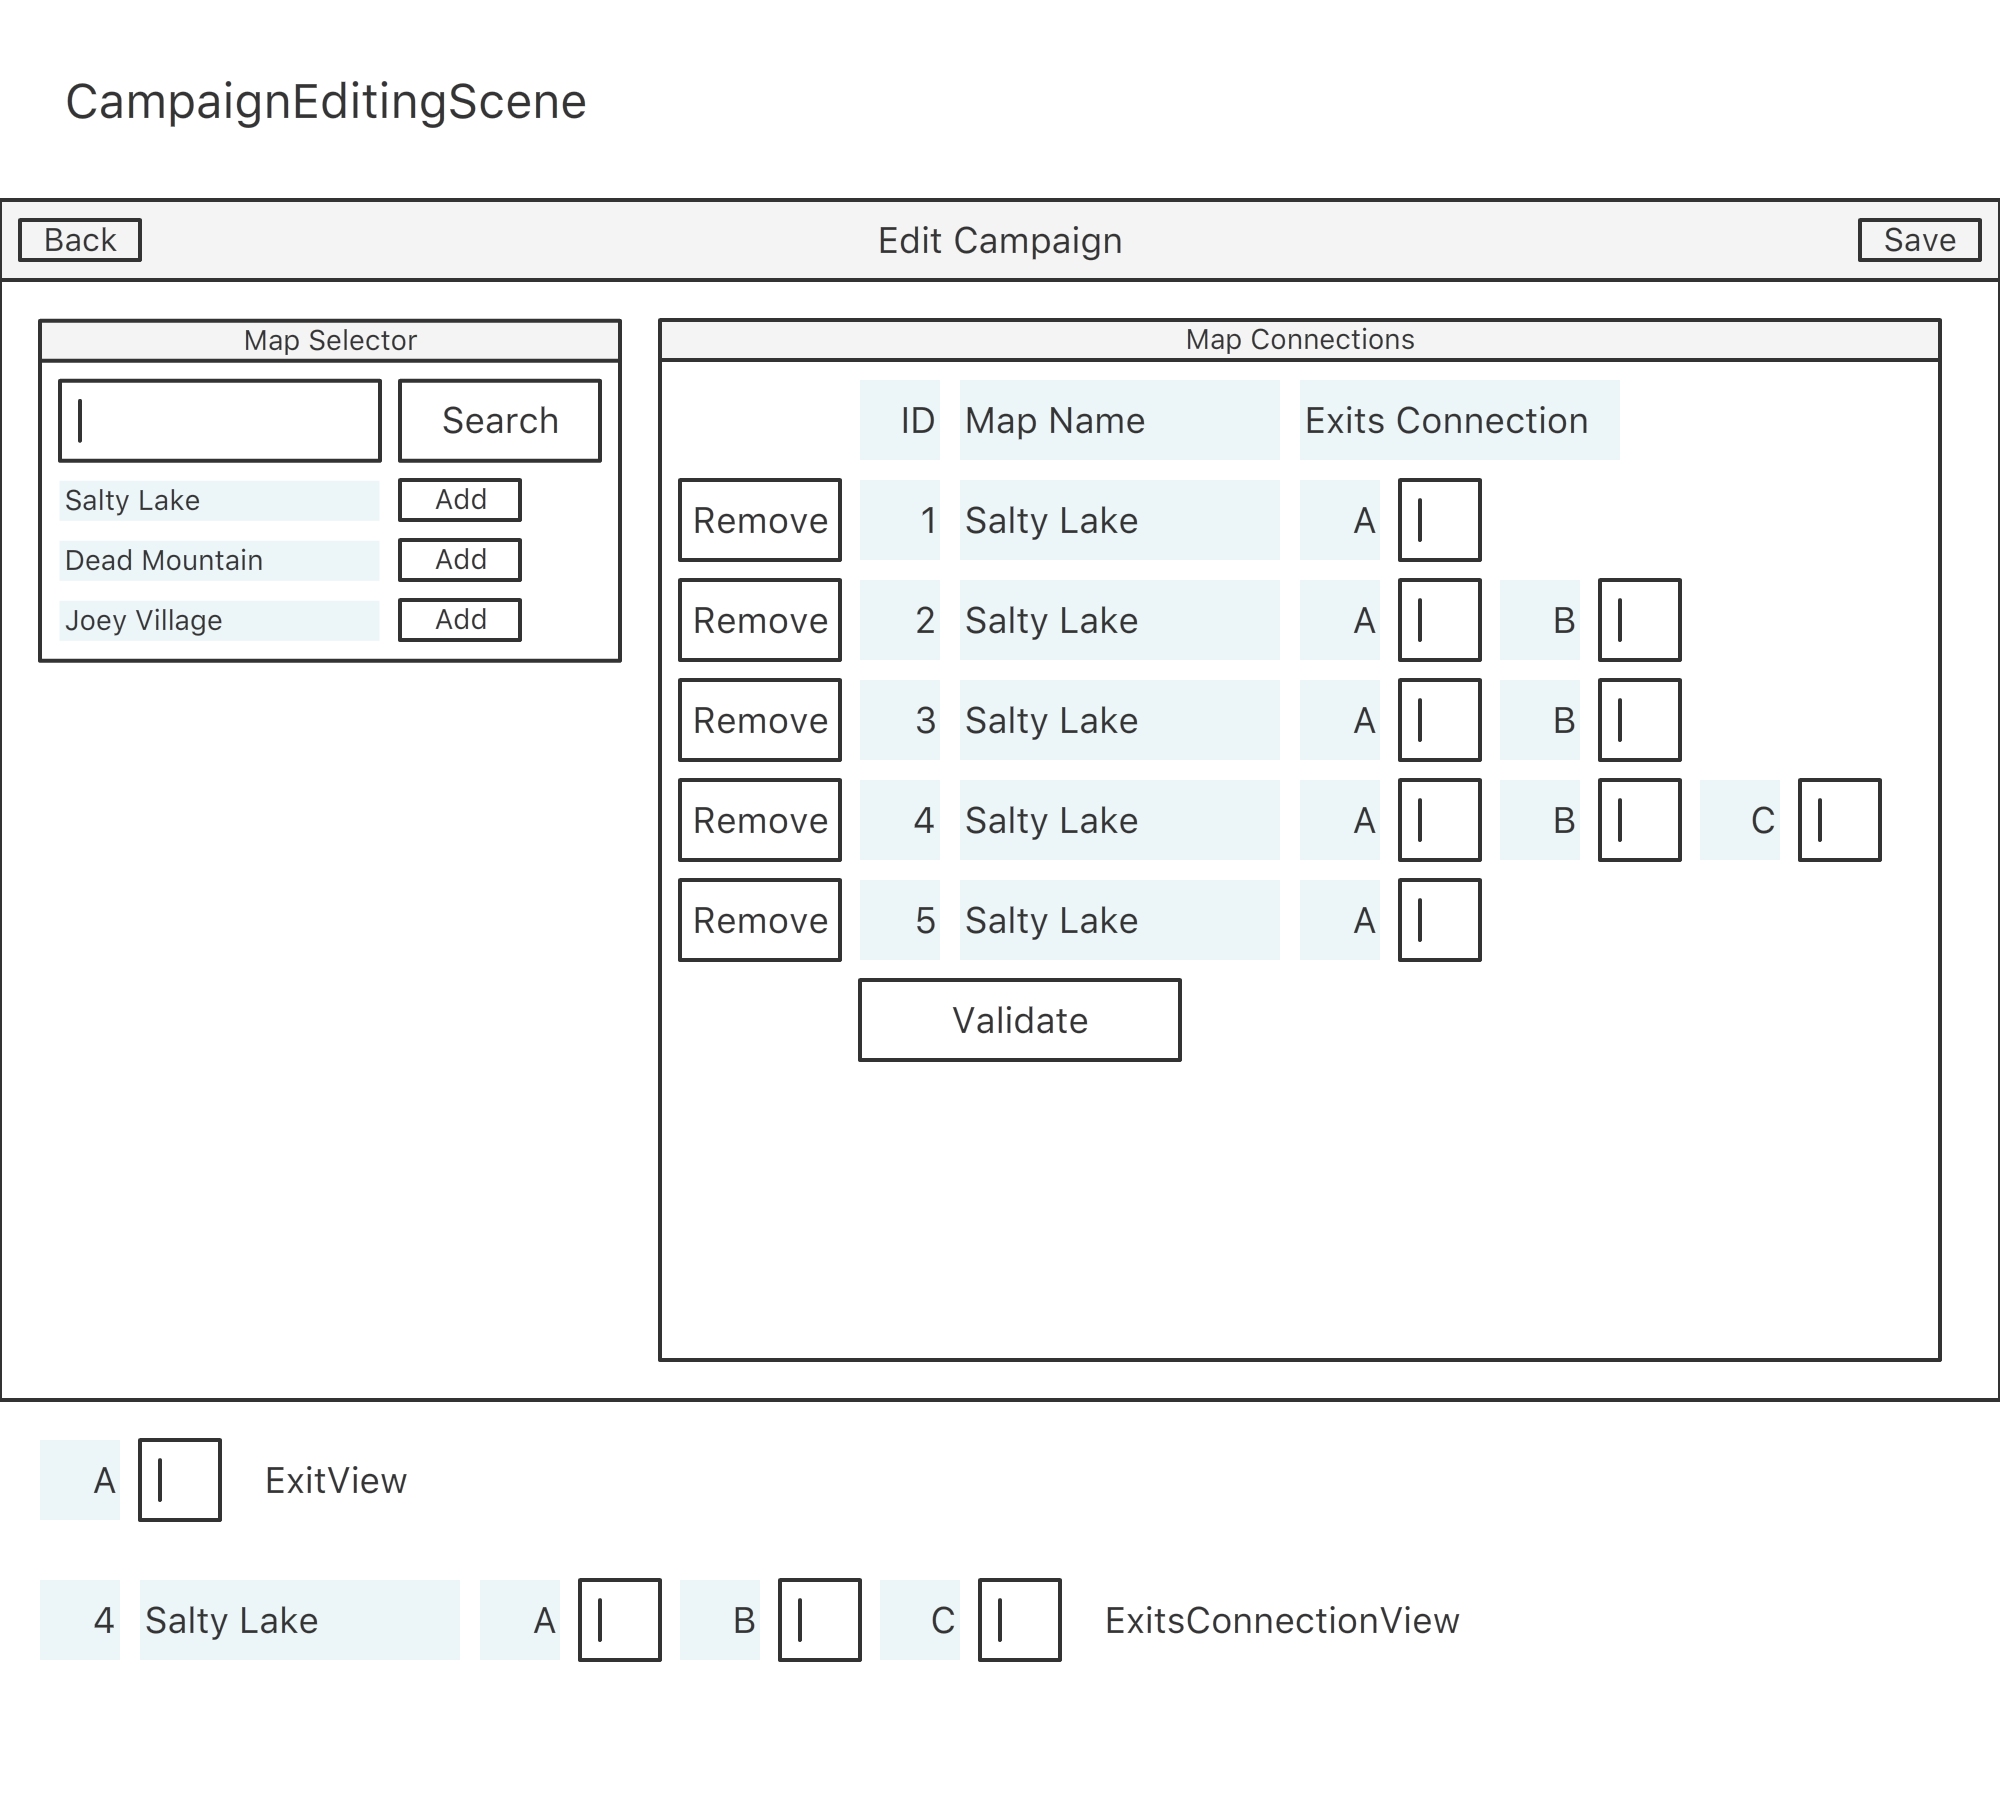 CampaignEditingScene
Back Edit Campaign Save
Map Selector
Search
Salty Lake Add
Dead Mountain Add
Joey Village Add
Map Connections
ID Map Name Exits Connection
Remove 1 Salty Lake A
Remove 2 Salty Lake A B
Remove 3 Salty Lake A B
Remove 4 Salty Lake A B C
Remove 5 Salty Lake A
Validate
A ExitView
4 Salty Lake A B C ExitsConnectionView